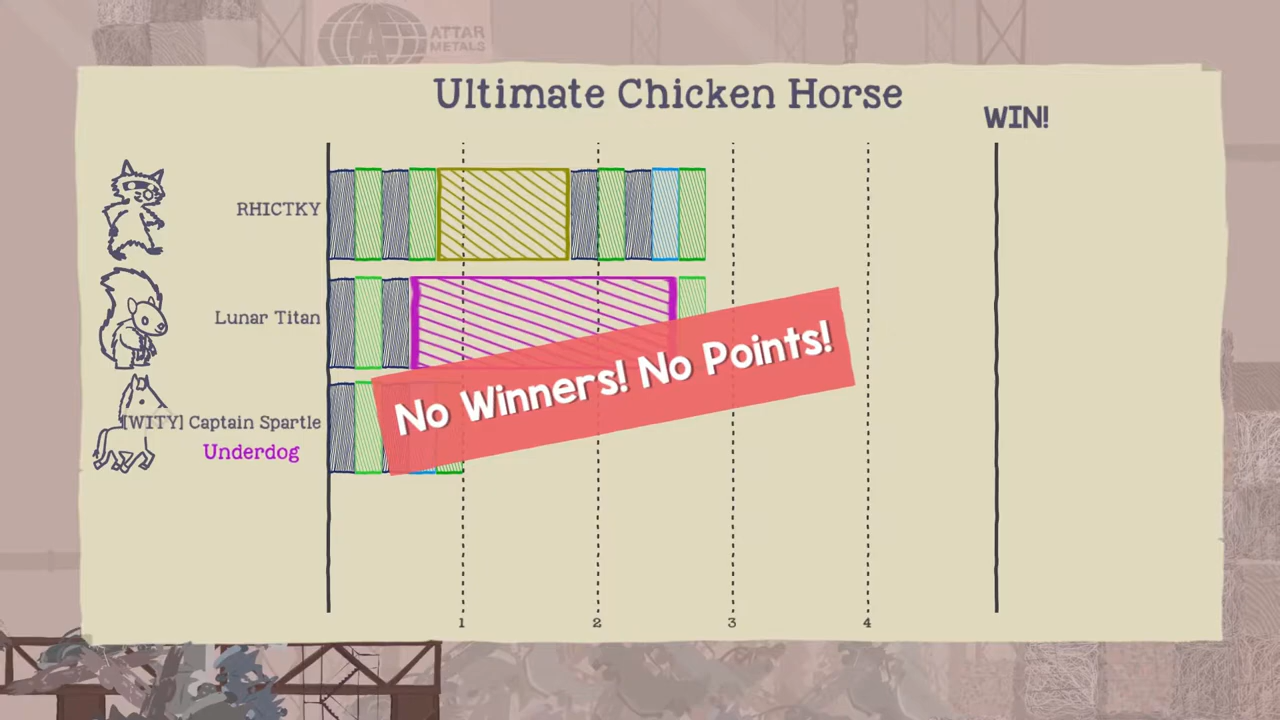 ATTAR
METALS
Ultimate Chicken Horse
WIN!
RHICTKY
Lunar Titan
No Winners! No Points!
[WITY] Captain Spartle
Underdog
1 2 3 4